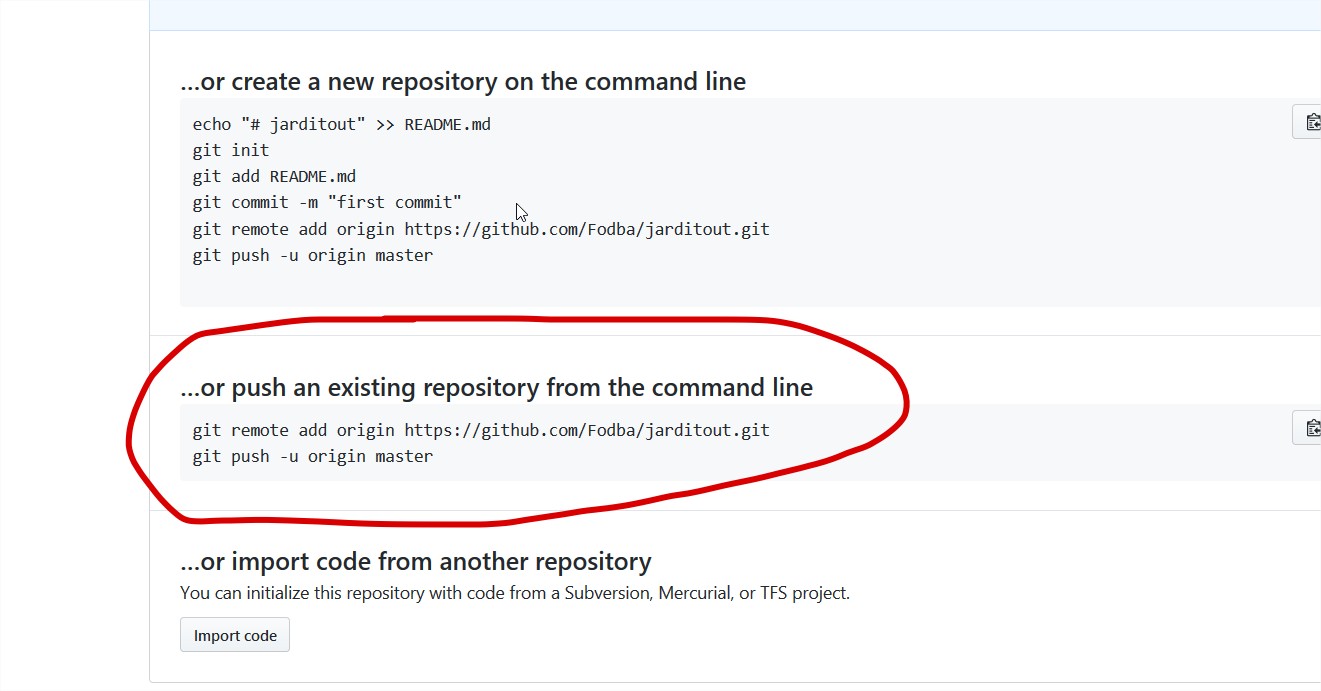 ...or create a new repository on the command line
echo "# jarditout" >> README.md
git init
git add README.md
git commit -m "first commit"
git remote add origin https://github.com/Fodba/jarditout.git
git push -u origin master
...or push an existing repository from the command line
git remote add origin https://github.com/Fodba/jarditout.git
git push -u origin master
...or import code from another repository
You can initialize this repository with code from a Subversion, Mercurial, or TFS project.
Import code